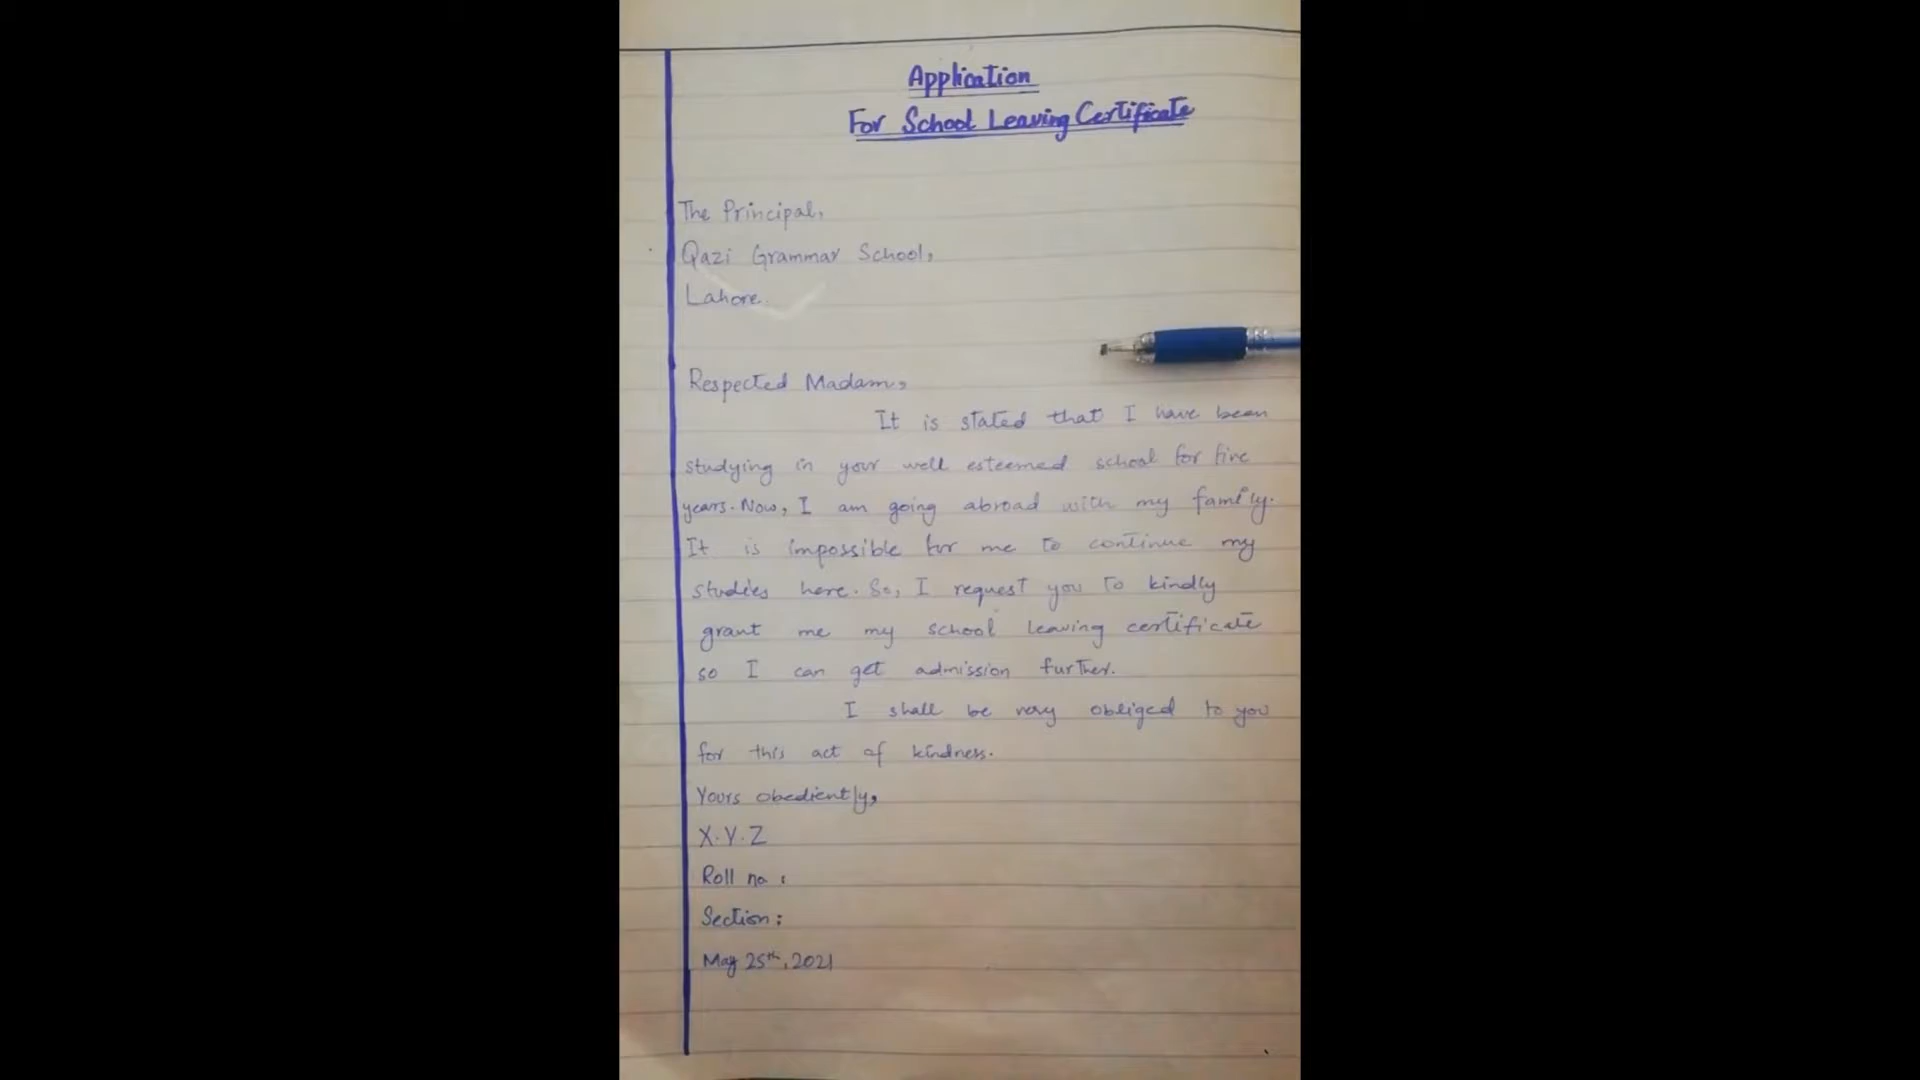 Application
For School Leaving Certificate
The Principal,
Qazi Grammar School,
Lahore.
Respected Madam,
It is stated that I have been
studying in your well esteemed school for five
years. Now, I am going abroad with my family.
It is impossible for me to continue my
studies here. So, I request you to kindly
grant me my school leaving certificate
so I can get admission further.
I shall be very obliged to you
for this act of kindness.
Yours obediently,
X.Y.Z
Roll no :
Section :
May 25th, 2021